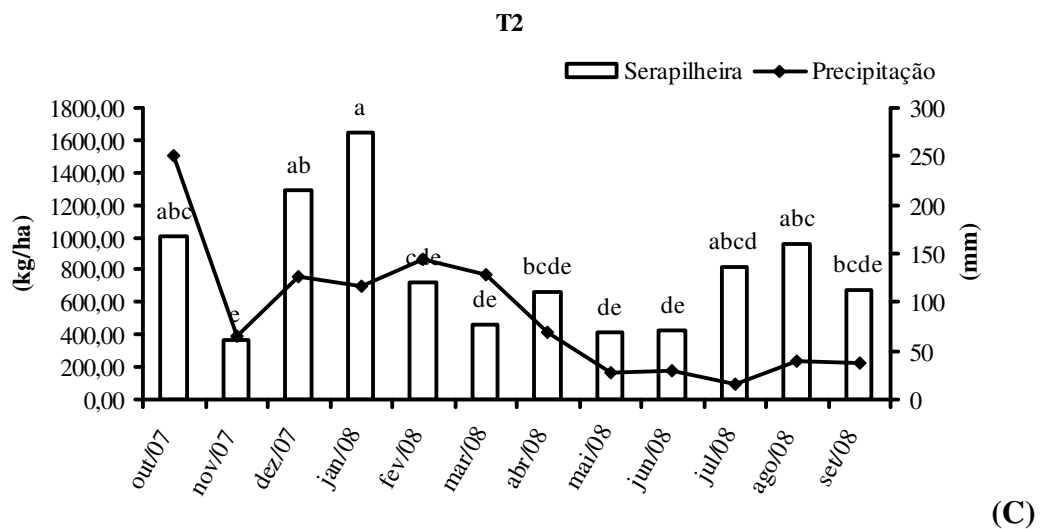 T2
Serapilheira Precipitação
1800,00
1600,00
1400,00
1200,00
1000,00
800,00
600,00
400,00
200,00
0,00
(kg/ha)
abc
e
ab
a
cde
de
bcde
de
de
abcd
abc
bcde
300
250
200
150
100
50
0
(mm)
out/07
nov/07
dez/07
jan/08
fev/08
mar/08
abr/08
mai/08
jun/08
jul/08
ago/08
set/08
(C)